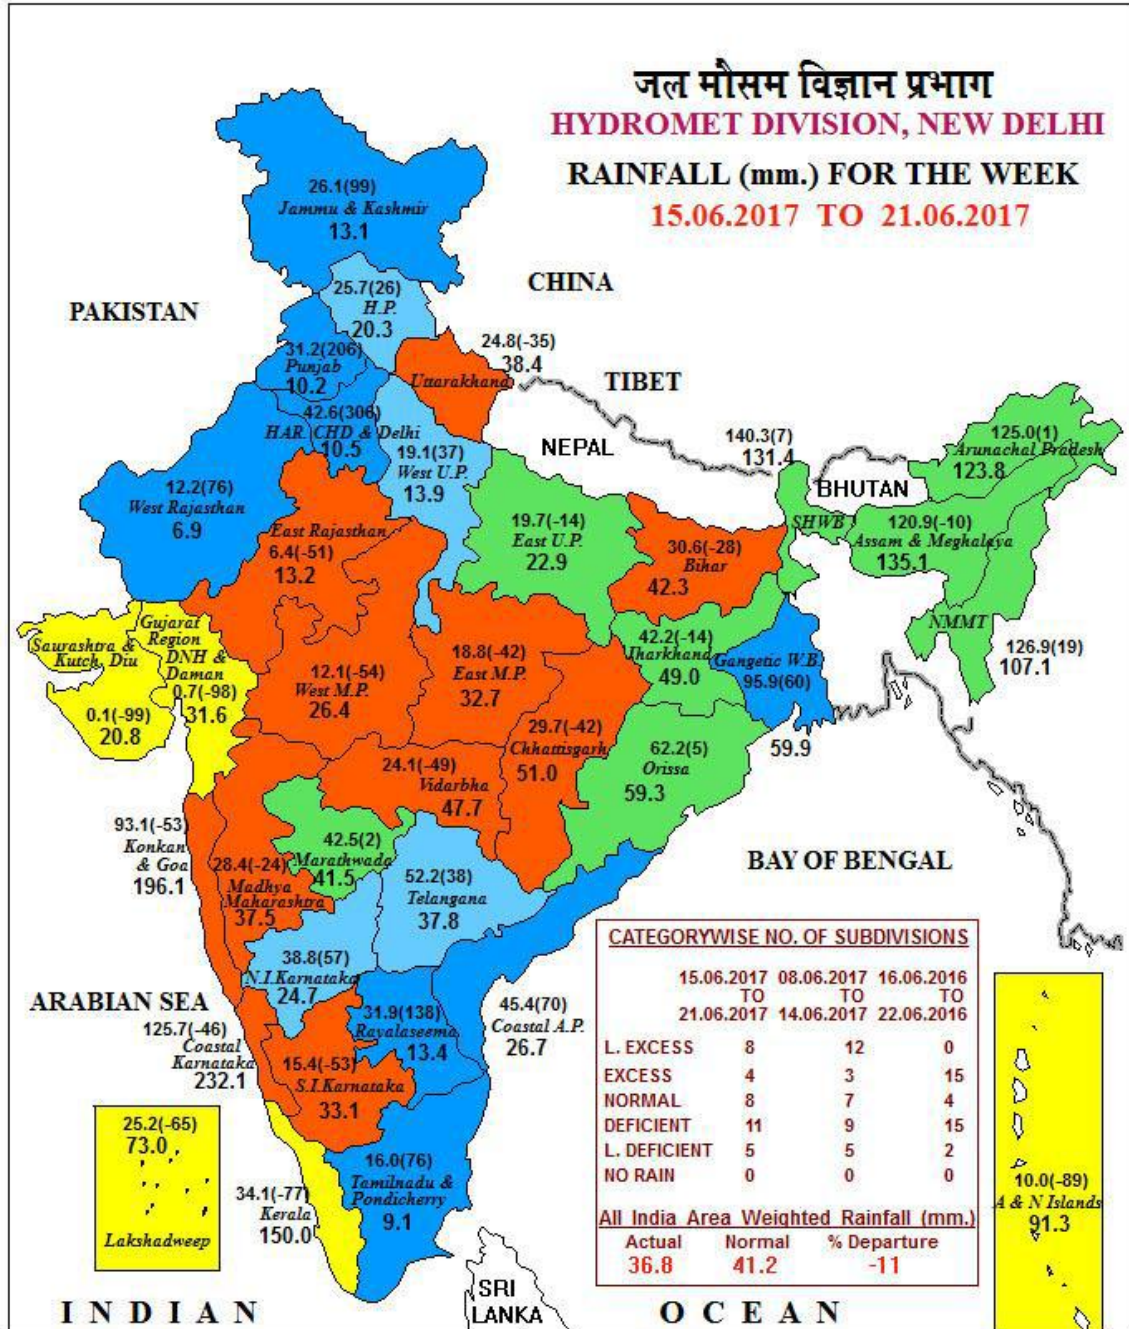 जल मौसम विज्ञान प्रभाग
HYDROMET DIVISION, NEW DELHI
RAINFALL (mm.) FOR THE WEEK
15.06.2017 TO 21.06.2017
26.1(99)
Jammu & Kashmir
13.1
CHINA
PAKISTAN
25.7(26)
H.P.
20.3
24.8(-35)
38.4
31.2(206)
Punjab
10.2
Uttarakhand
TIBET
42.6(306)
HAR. CHD & Delhi
10.5
NEPAL
140.3(7)
131.4
125.0(1)
Arunachal Pradesh
123.8
19.1(37)
West U.P.
13.9
BHUTAN
12.2(76)
West Rajasthan
6.9
East Rajasthan
6.4(-51)
13.2
19.7(-14)
East U.P.
22.9
SHWB
120.9(-10)
Assam & Meghalaya
135.1
30.6(-28)
Bihar
42.3
NMMT
126.9(19)
107.1
Saurashtra &
Kutch, Diu
0.1(-99)
20.8
Gujarat
Region
DNH &
Daman
0.7(-98)
31.6
12.1(-54)
West M.P.
26.4
18.8(-42)
East M.P.
32.7
42.2(-14)
Jharkhand
49.0
Gangetic W.B.
95.9(60)
59.9
29.7(-42)
Chhattisgarh
51.0
62.2(5)
Orissa
59.3
24.1(-49)
Vidarbha
47.7
93.1(-53)
Konkan
& Goa
196.1
28.4(-24)
Madhya
Maharashtra
37.5
42.5(2)
Marathwada
41.5
52.2(38)
Telangana
37.8
BAY OF BENGAL
38.8(57)
N.I.Karnataka
24.7
ARABIAN SEA
125.7(-46)
Coastal
Karnataka
232.1
31.9(138)
Rayalaseema
13.4
45.4(70)
Coastal A.P.
26.7
15.4(-53)
S.I.Karnataka
33.1
25.2(-65)
73.0
Lakshadweep
34.1(-77)
Kerala
150.0
16.0(76)
Tamilnadu &
Pondicherry
9.1
CATEGORYWISE NO. OF SUBDIVISIONS
15.06.2017 08.06.2017 16.06.2016
TO TO TO
21.06.2017 14.06.2017 22.06.2016
L. EXCESS 8 12 0
EXCESS 4 3 15
NORMAL 8 7 4
DEFICIENT 11 9 15
L. DEFICIENT 5 5 2
NO RAIN 0 0 0
All India Area Weighted Rainfall (mm.)
Actual Normal % Departure
36.8 41.2 -11
10.0(-89)
A & N Islands
91.3
SRI
LANKA
INDIAN OCEAN